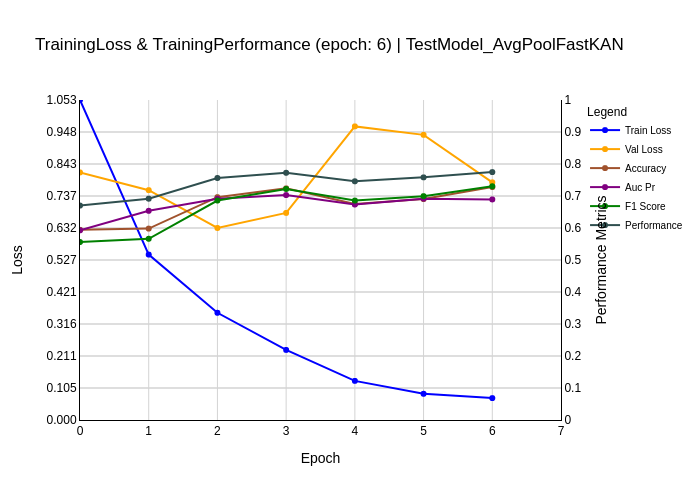 TrainingLoss & TrainingPerformance (epoch: 6) | TestModel_AvgPoolFastKAN
1.053
0.948
0.843
0.737
0.632
0.527
0.421
0.316
0.211
0.105
0.000
Loss
0 1 2 3 4 5 6 7
Epoch
1
0.9
0.8
0.7
0.6
0.5
0.4
0.3
0.2
0.1
0
Performance Metrics
Legend
Train Loss
Val Loss
Accuracy
Auc Pr
F1 Score
Performance